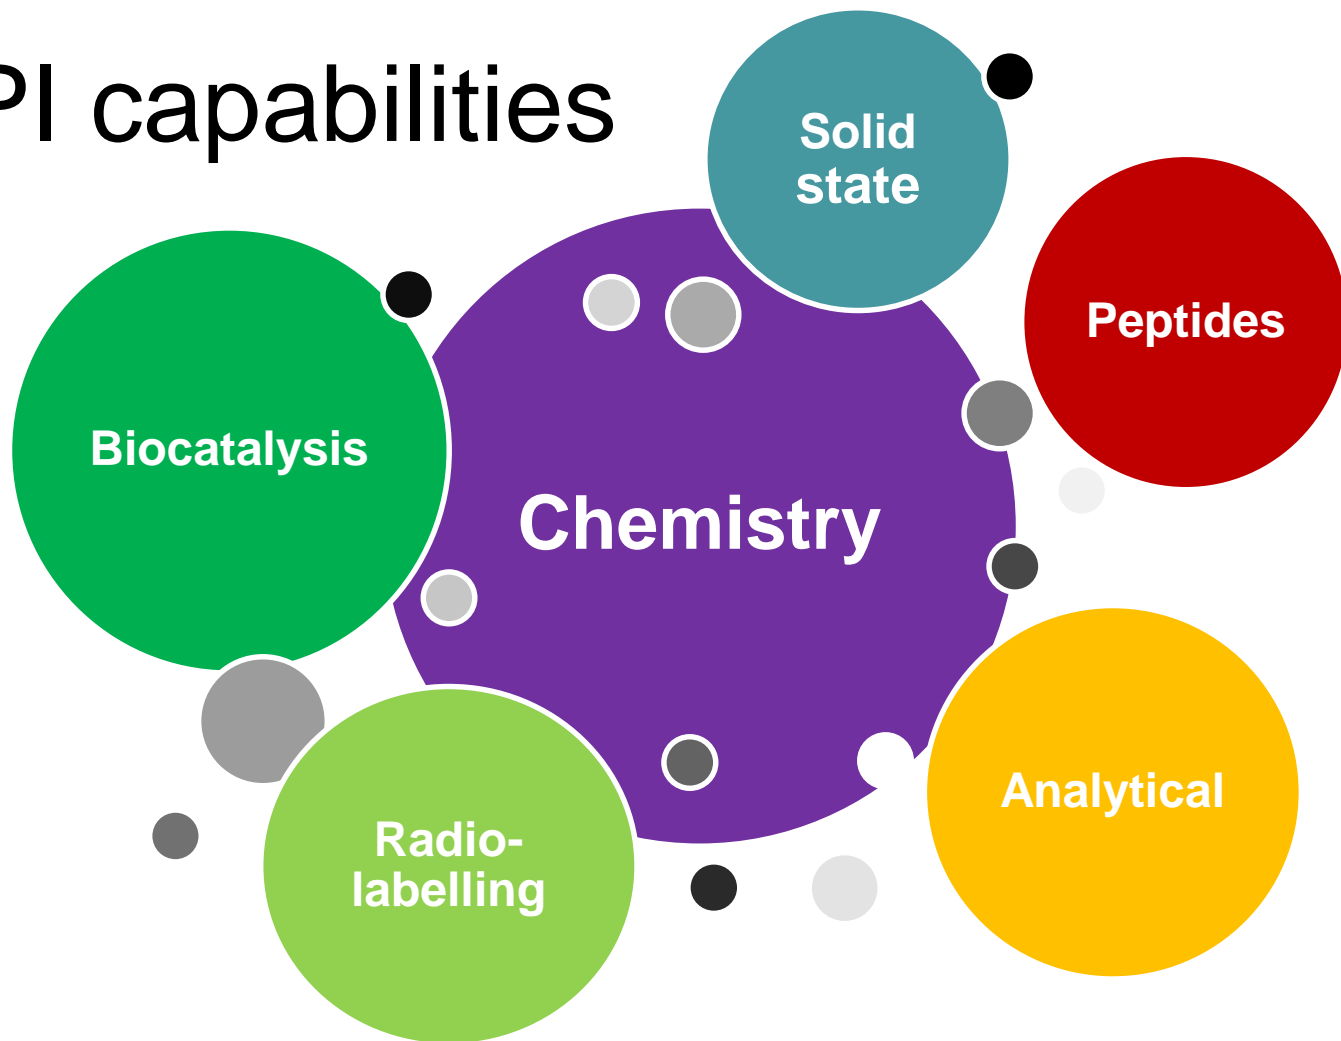 PI capabilities
Solid
state
Peptides
Biocatalysis
Chemistry
Analytical
Radio-
labelling